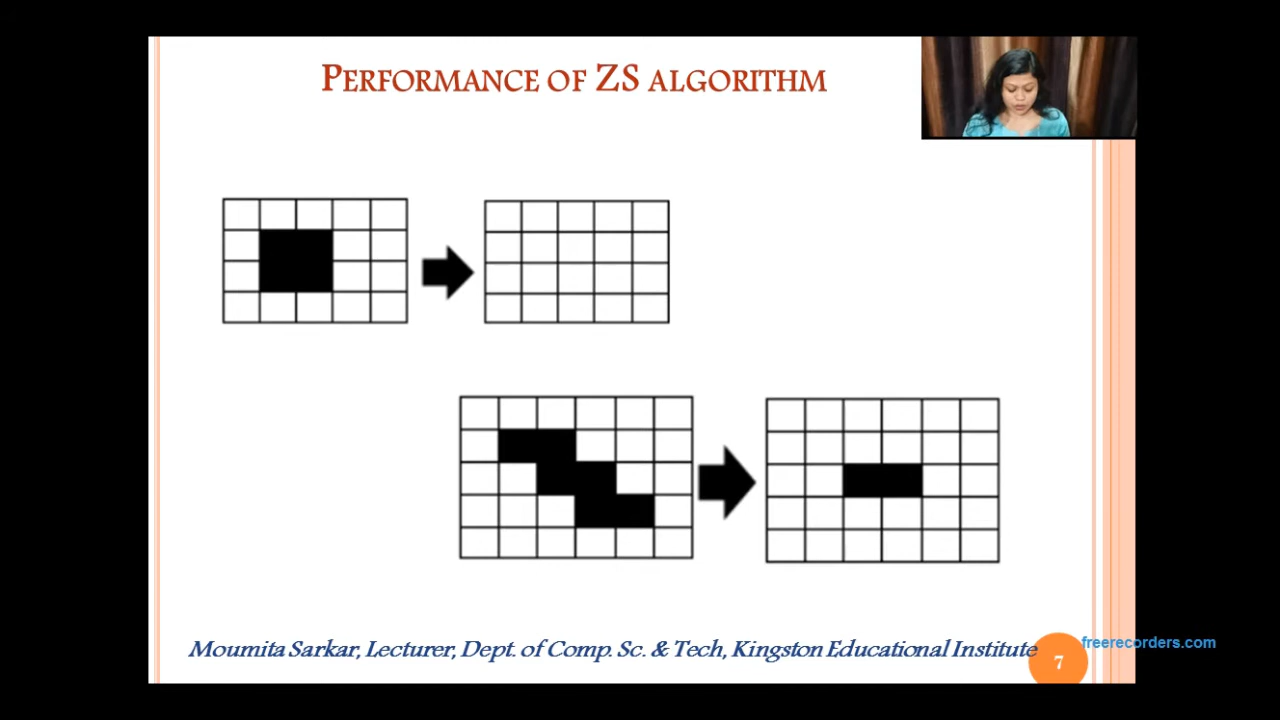 PERFORMANCE OF ZS ALGORITHM
Moumita Sarkar, Lecturer, Dept. of Comp. Sc. & Tech, Kingston Educational Institute
7
freerecorders.com